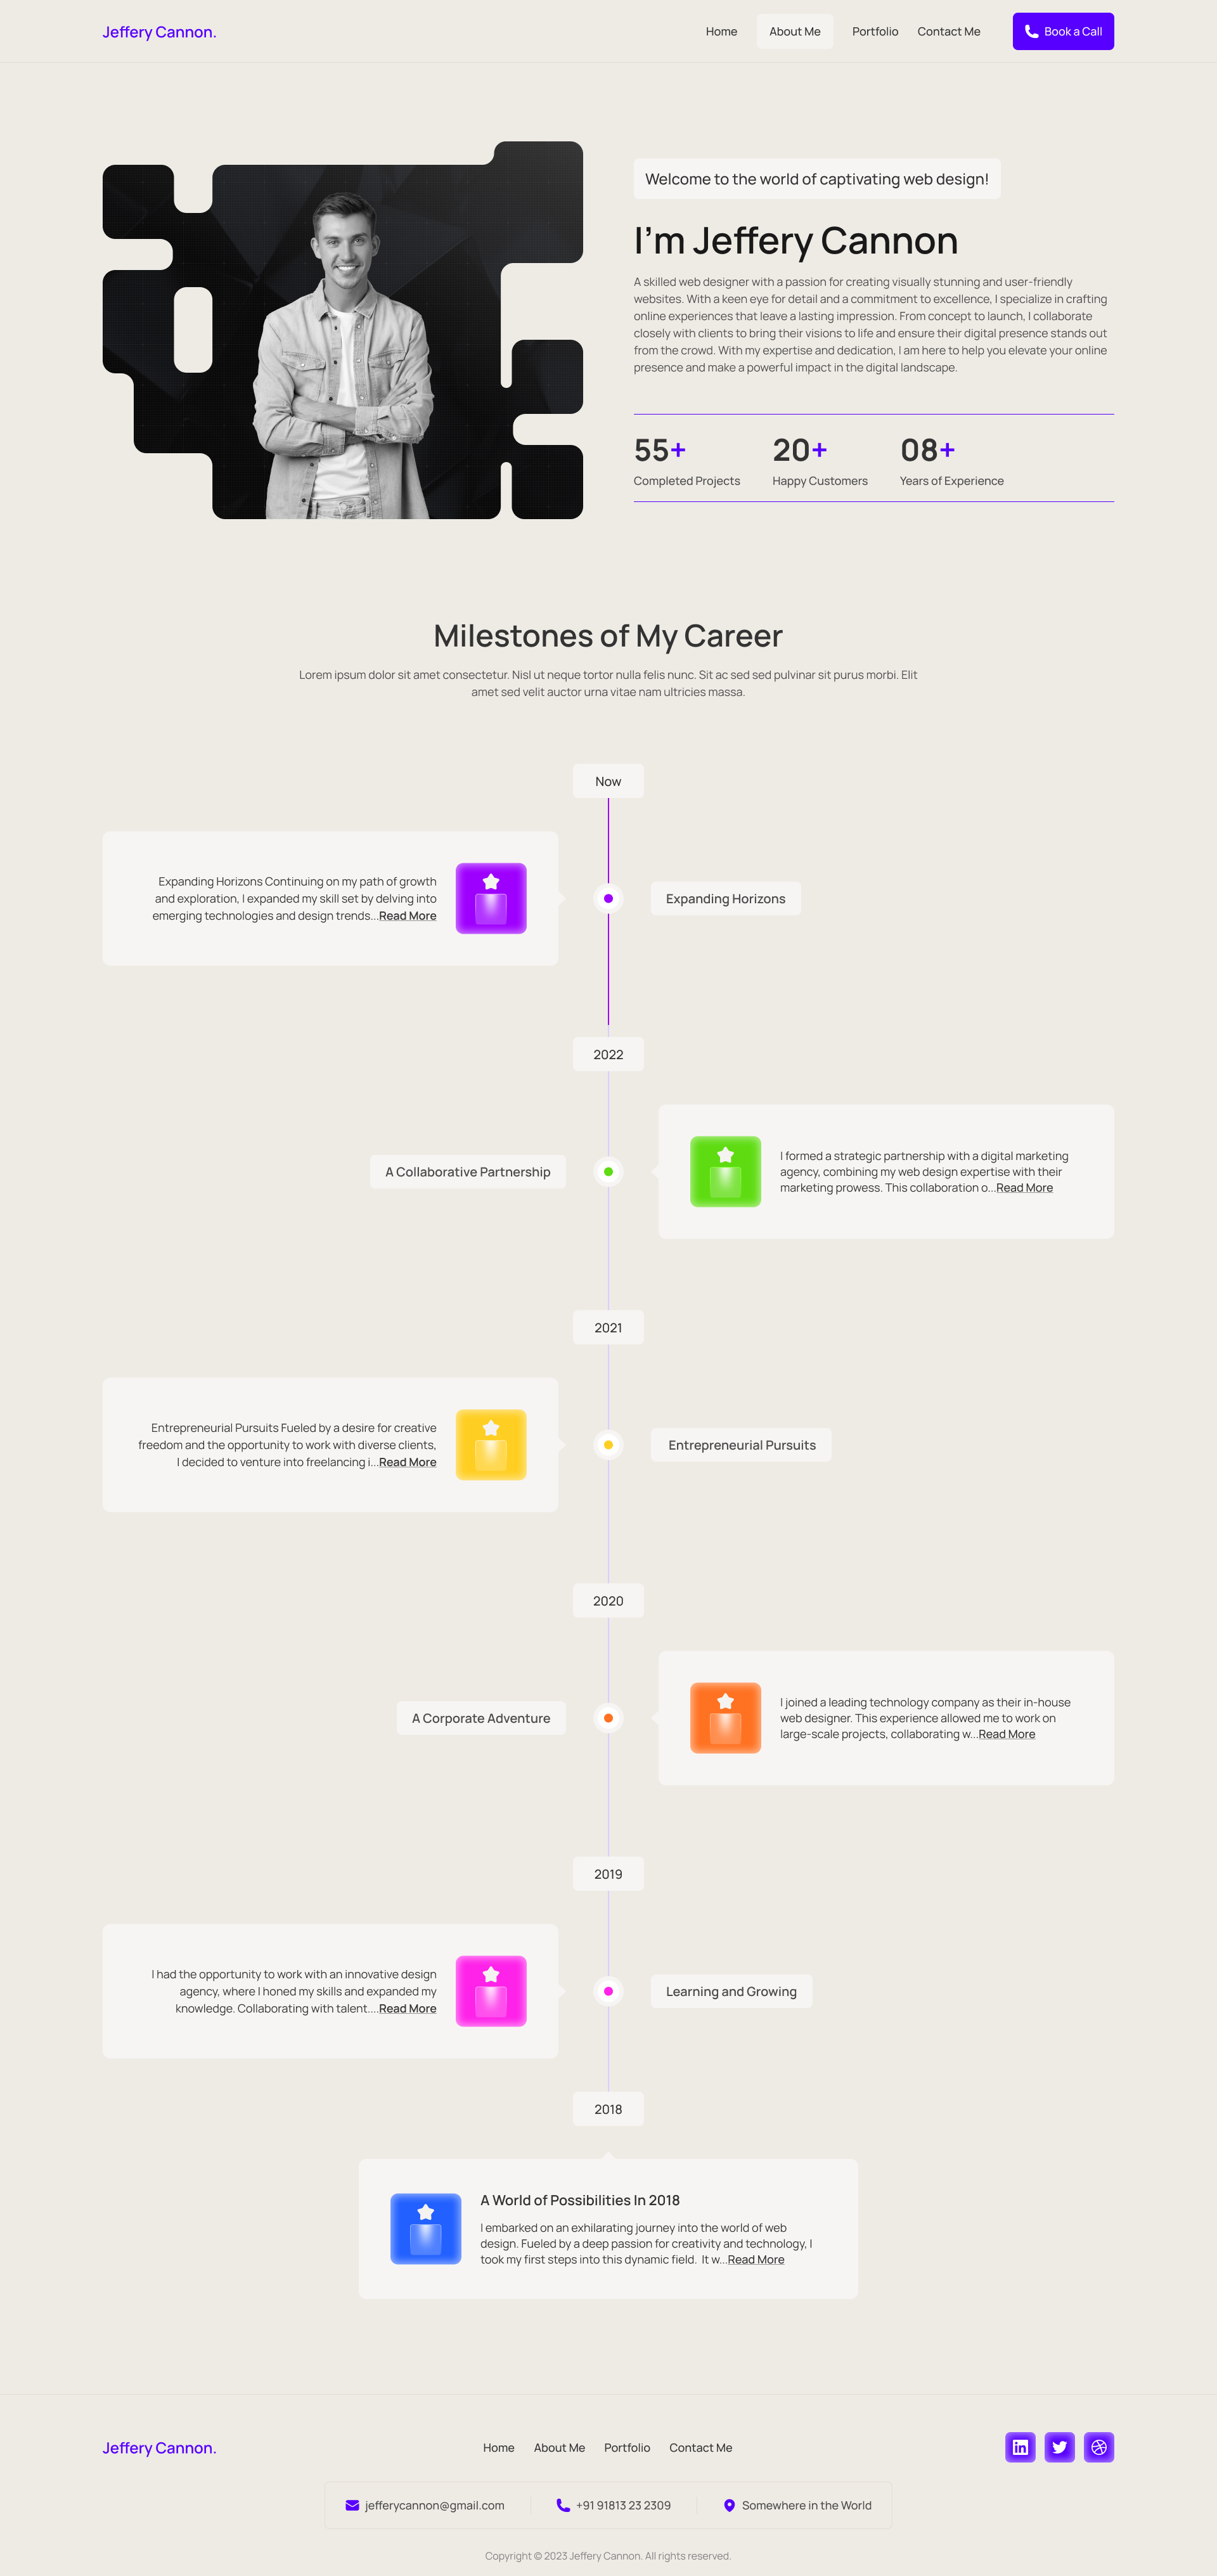 Jeffery Cannon.
Home
About Me
Portfolio
Contact Me
Book a Call
Welcome to the world of captivating web design!
I'm Jeffery Cannon
A skilled web designer with a passion for creating visually stunning and user-friendly
websites. With a keen eye for detail and a commitment to excellence, I specialize in crafting
online experiences that leave a lasting impression. From concept to launch, I collaborate
closely with clients to bring their visions to life and ensure their digital presence stands out
from the crowd. With my expertise and dedication, I am here to help you elevate your online
presence and make a powerful impact in the digital landscape.
55+
Completed Projects
20+
Happy Customers
08+
Years of Experience
Milestones of My Career
Lorem ipsum dolor sit amet consectetur. Nisl ut neque tortor nulla felis nunc. Sit ac sed sed pulvinar sit purus morbi. Elit
amet sed velit auctor urna vitae nam ultricies massa.
Now
Expanding Horizons Continuing on my path of growth
and exploration, I expanded my skill set by delving into
emerging technologies and design trends...Read More
Expanding Horizons
2022
A Collaborative Partnership
I formed a strategic partnership with a digital marketing
agency, combining my web design expertise with their
marketing prowess. This collaboration o...Read More
2021
Entrepreneurial Pursuits Fueled by a desire for creative
freedom and the opportunity to work with diverse clients,
I decided to venture into freelancing i...Read More
Entrepreneurial Pursuits
2020
A Corporate Adventure
I joined a leading technology company as their in-house
web designer. This experience allowed me to work on
large-scale projects, collaborating w...Read More
2019
I had the opportunity to work with an innovative design
agency, where I honed my skills and expanded my
knowledge. Collaborating with talent....Read More
Learning and Growing
2018
A World of Possibilities In 2018
I embarked on an exhilarating journey into the world of web
design. Fueled by a deep passion for creativity and technology, I
took my first steps into this dynamic field. It w...Read More
Jeffery Cannon.
Home
About Me
Portfolio
Contact Me
jefferycannon@gmail.com
+91 91813 23 2309
Somewhere in the World
Copyright © 2023 Jeffery Cannon. All rights reserved.